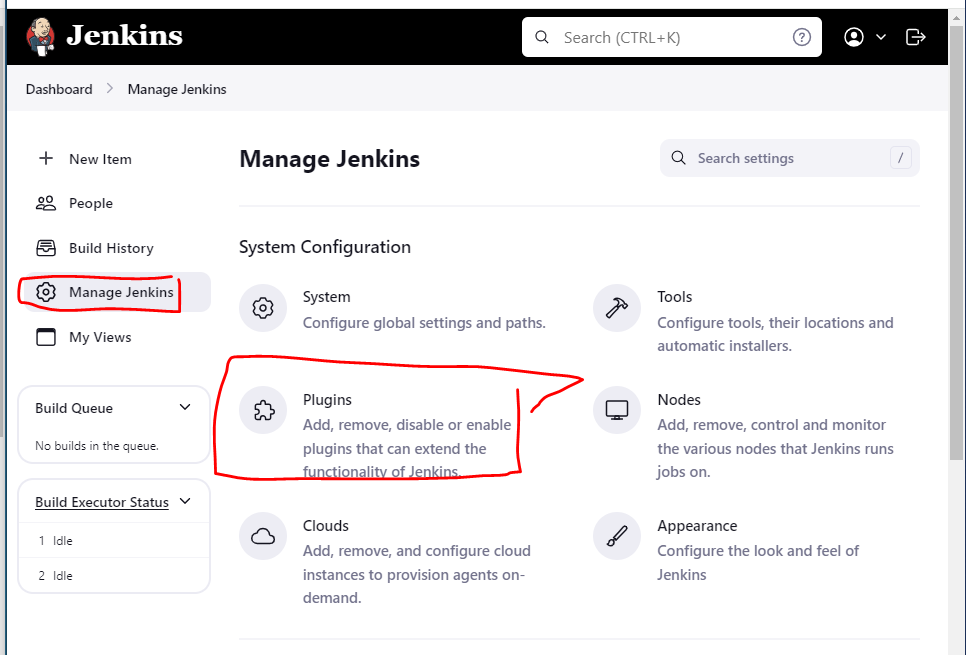 Jenkins
Search (CTRL+K)
?
Dashboard > Manage Jenkins
New Item
People
Build History
Manage Jenkins
My Views
Build Queue
No builds in the queue.
Build Executor Status
1 Idle
2 Idle
Manage Jenkins
Search settings
/
System Configuration
System
Configure global settings and paths.
Tools
Configure tools, their locations and
automatic installers.
Plugins
Add, remove, disable or enable
plugins that can extend the
functionality of Jenkins.
Nodes
Add, remove, control and monitor
the various nodes that Jenkins runs
jobs on.
Clouds
Add, remove, and configure cloud
instances to provision agents on-
demand.
Appearance
Configure the look and feel of
Jenkins